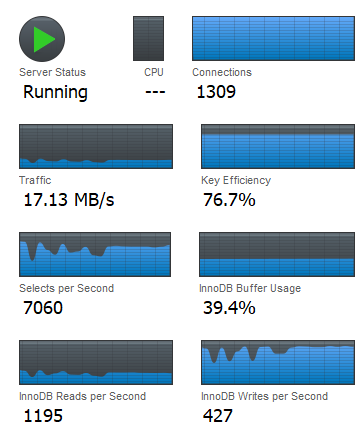 Server Status CPU Connections
Running --- 1309
Traffic Key Efficiency
17.13 MB/s 76.7%
Selects per Second InnoDB Buffer Usage
7060 39.4%
InnoDB Reads per Second InnoDB Writes per Second
1195 427